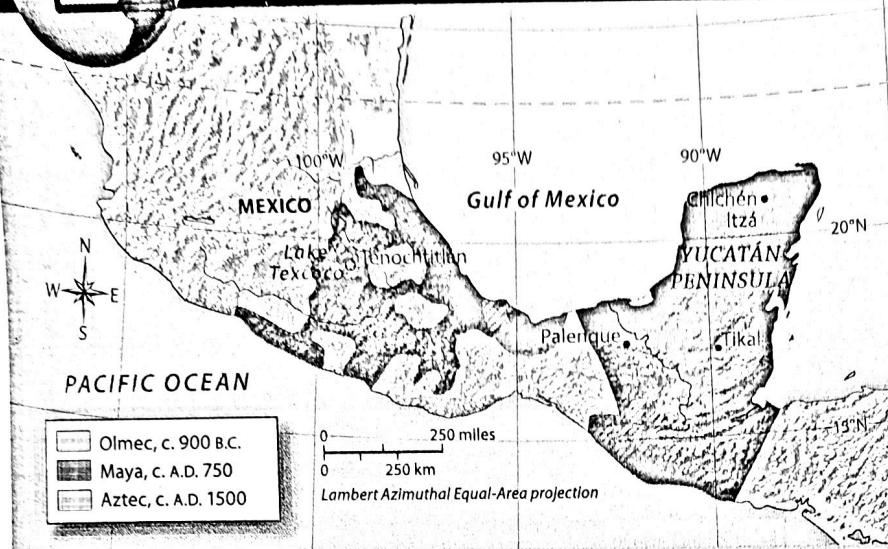 100°W
95°W
90°W
MEXICO
Gulf of Mexico
Chichén
Itzá
20°N
Lake
Texcoco
Tenochtitlán
YUCATÁN
PENINSULA
N
W
E
S
Palenque
Tikal
PACIFIC OCEAN
15°N
Olmec, c. 900 B.C.
Maya, c. A.D. 750
Aztec, c. A.D. 1500
0
250 miles
0
250 km
Lambert Azimuthal Equal-Area projection